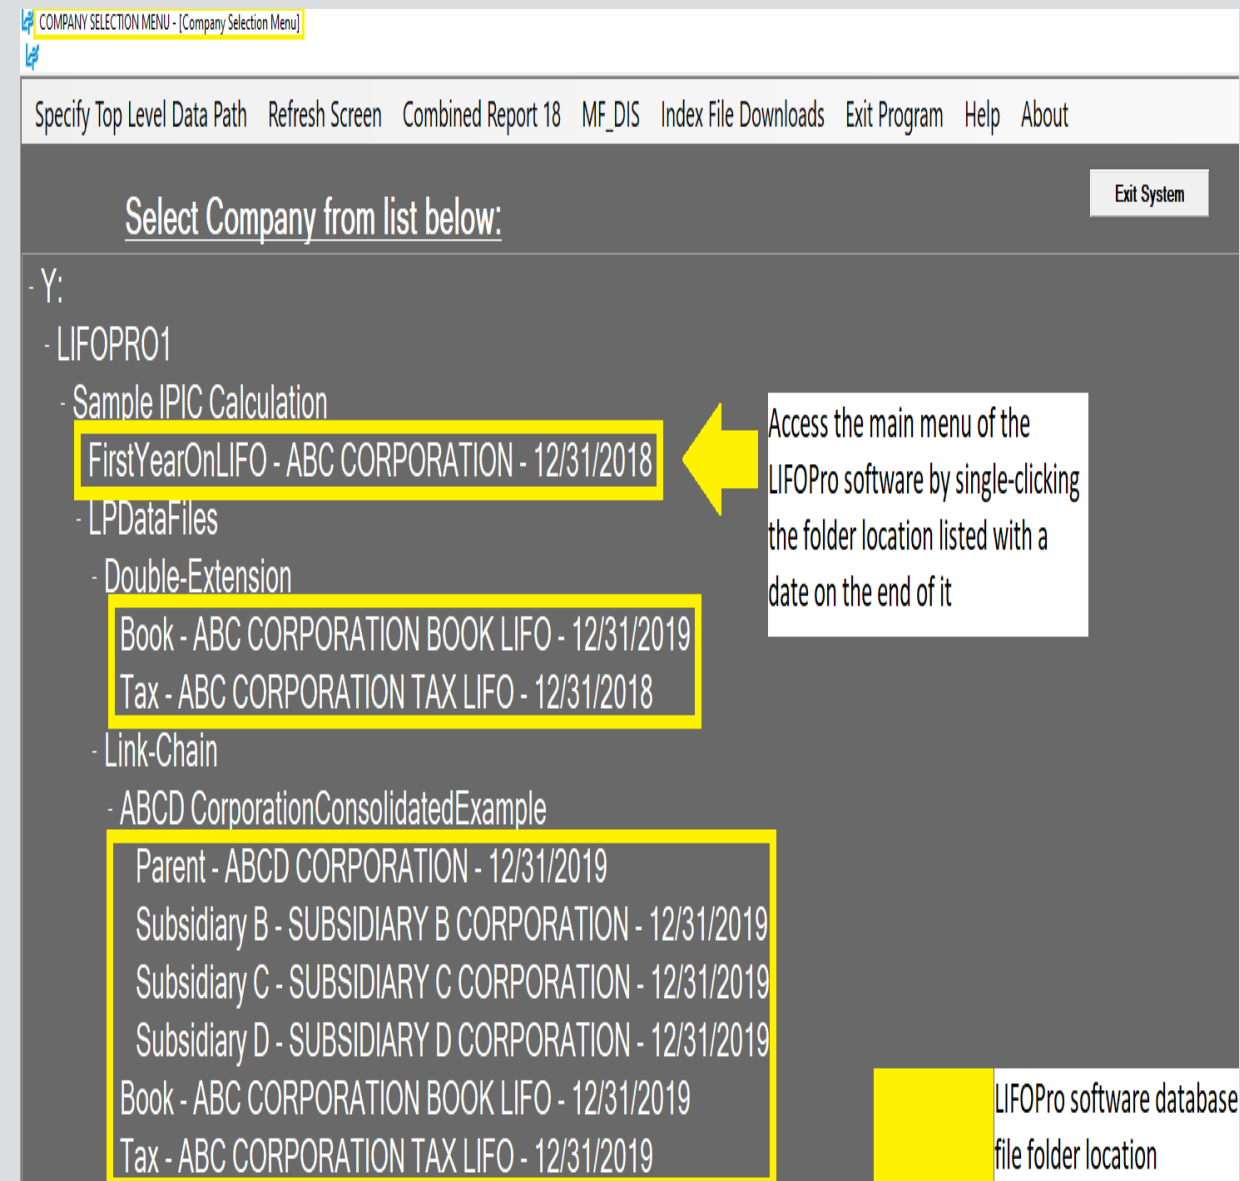 COMPANY SELECTION MENU - [Company Selection Menu]
Specify Top Level Data Path Refresh Screen Combined Report 18 MF_DIS Index File Downloads Exit Program Help About
Exit System
Select Company from list below:
- Y:
- LIFOPRO1
- Sample IPIC Calculation
FirstYearOnLIFO - ABC CORPORATION - 12/31/2018
Access the main menu of the
LIFOPro software by single-clicking
the folder location listed with a
date on the end of it
- LPDataFiles
- Double-Extension
Book - ABC CORPORATION BOOK LIFO - 12/31/2019
Tax - ABC CORPORATION TAX LIFO - 12/31/2018
- Link-Chain
- ABCD CorporationConsolidatedExample
Parent - ABCD CORPORATION - 12/31/2019
Subsidiary B - SUBSIDIARY B CORPORATION - 12/31/2019
Subsidiary C - SUBSIDIARY C CORPORATION - 12/31/2019
Subsidiary D - SUBSIDIARY D CORPORATION - 12/31/2019
Book - ABC CORPORATION BOOK LIFO - 12/31/2019
Tax - ABC CORPORATION TAX LIFO - 12/31/2019
LIFOPro software database
file folder location